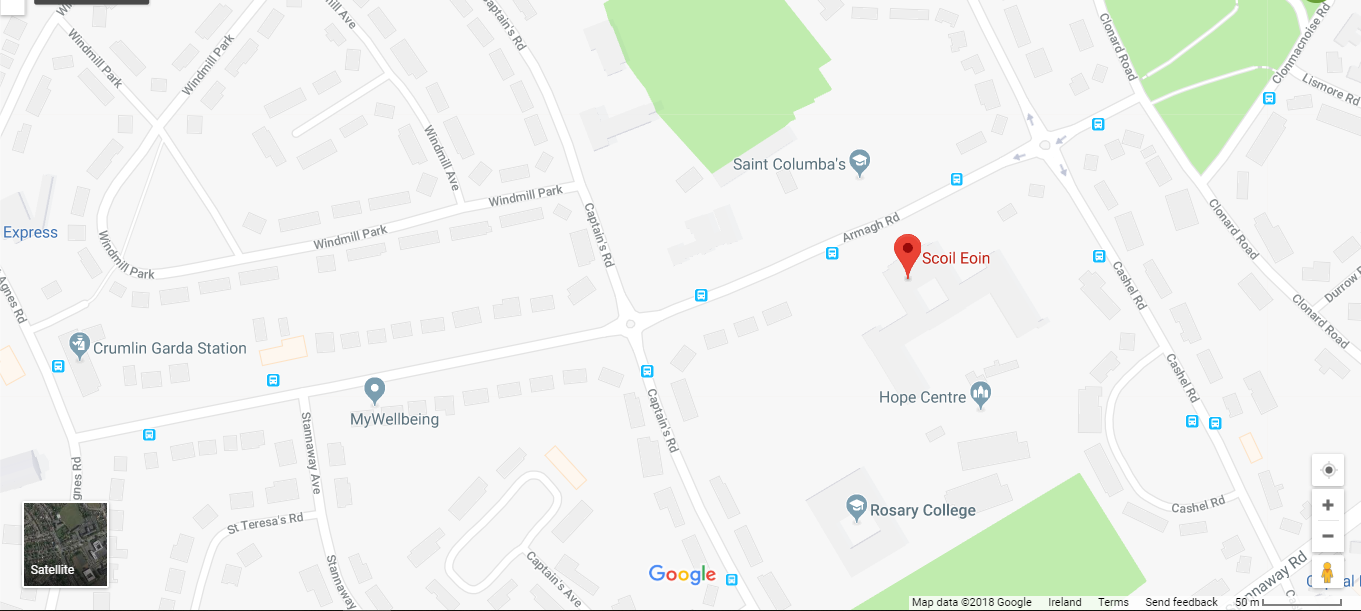 Windmill Park
Windmill Park
Windmill Ave
Captain's Rd
Clonard Road
Clonmacnoise Rd
Lismore Rd
Windmill Ave
Saint Columba's
Windmill Park
Captain's Rd
Armagh Rd
Clonard Road
Express
Windmill Park
Windmill Park
Scoil Eoin
Cashel Rd
Durrow
Agnes Rd
Clonard Road
Crumlin Garda Station
Cashel Rd
MyWellbeing
Hope Centre
Captain's Rd
Stannaway Ave
Agnes Rd
Cashel Rd
Rosary College
St Teresa's Rd
Stannaway
Captain's Ave
Satellite
Google
Map data ©2018 Google Ireland Terms Send feedback 50 m